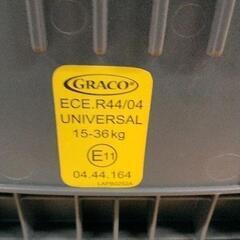 GRACO®
ECE.R44/04
UNIVERSAL
15-36kg
E11
04.44.164